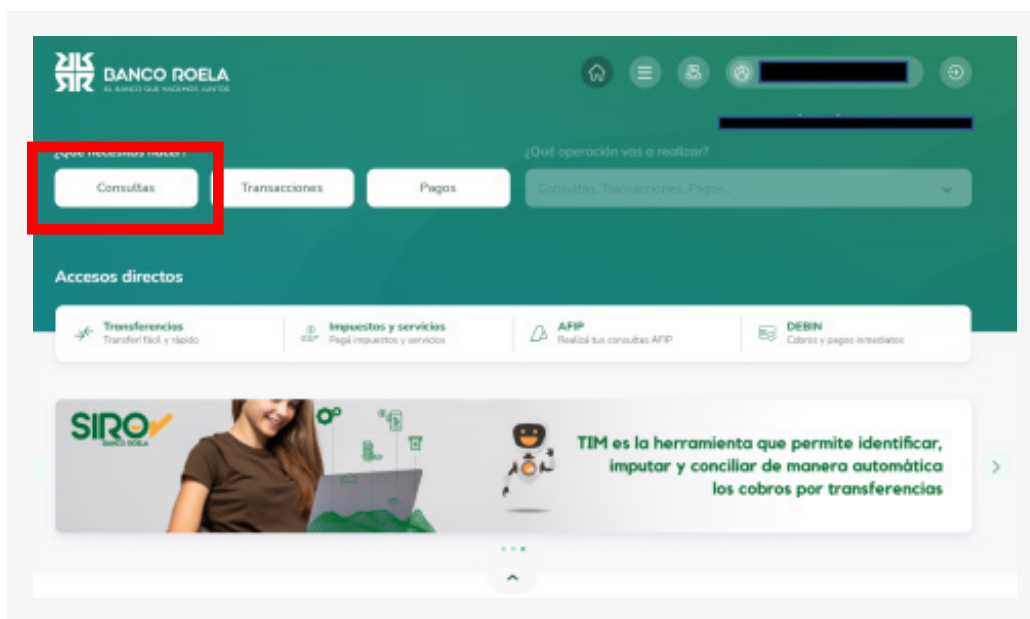 BANCO ROELA
EL BANCO QUE HACEMOS JUNTOS
¿Qué necesitás hacer?
¿Qué operación vas a realizar?
Consultas
Transacciones
Pagos
Consultas, Transacciones, Pagos...
Accesos directos
Transferencias
Transferí fácil y rápido
Impuestos y servicios
Pagá impuestos y servicios
AFIP
Realizá tus consultas AFIP
DEBIN
Cobros y pagos inmediatos
SIRO
BANCO ROELA
TIM es la herramienta que permite identificar,
imputar y conciliar de manera automática
los cobros por transferencias